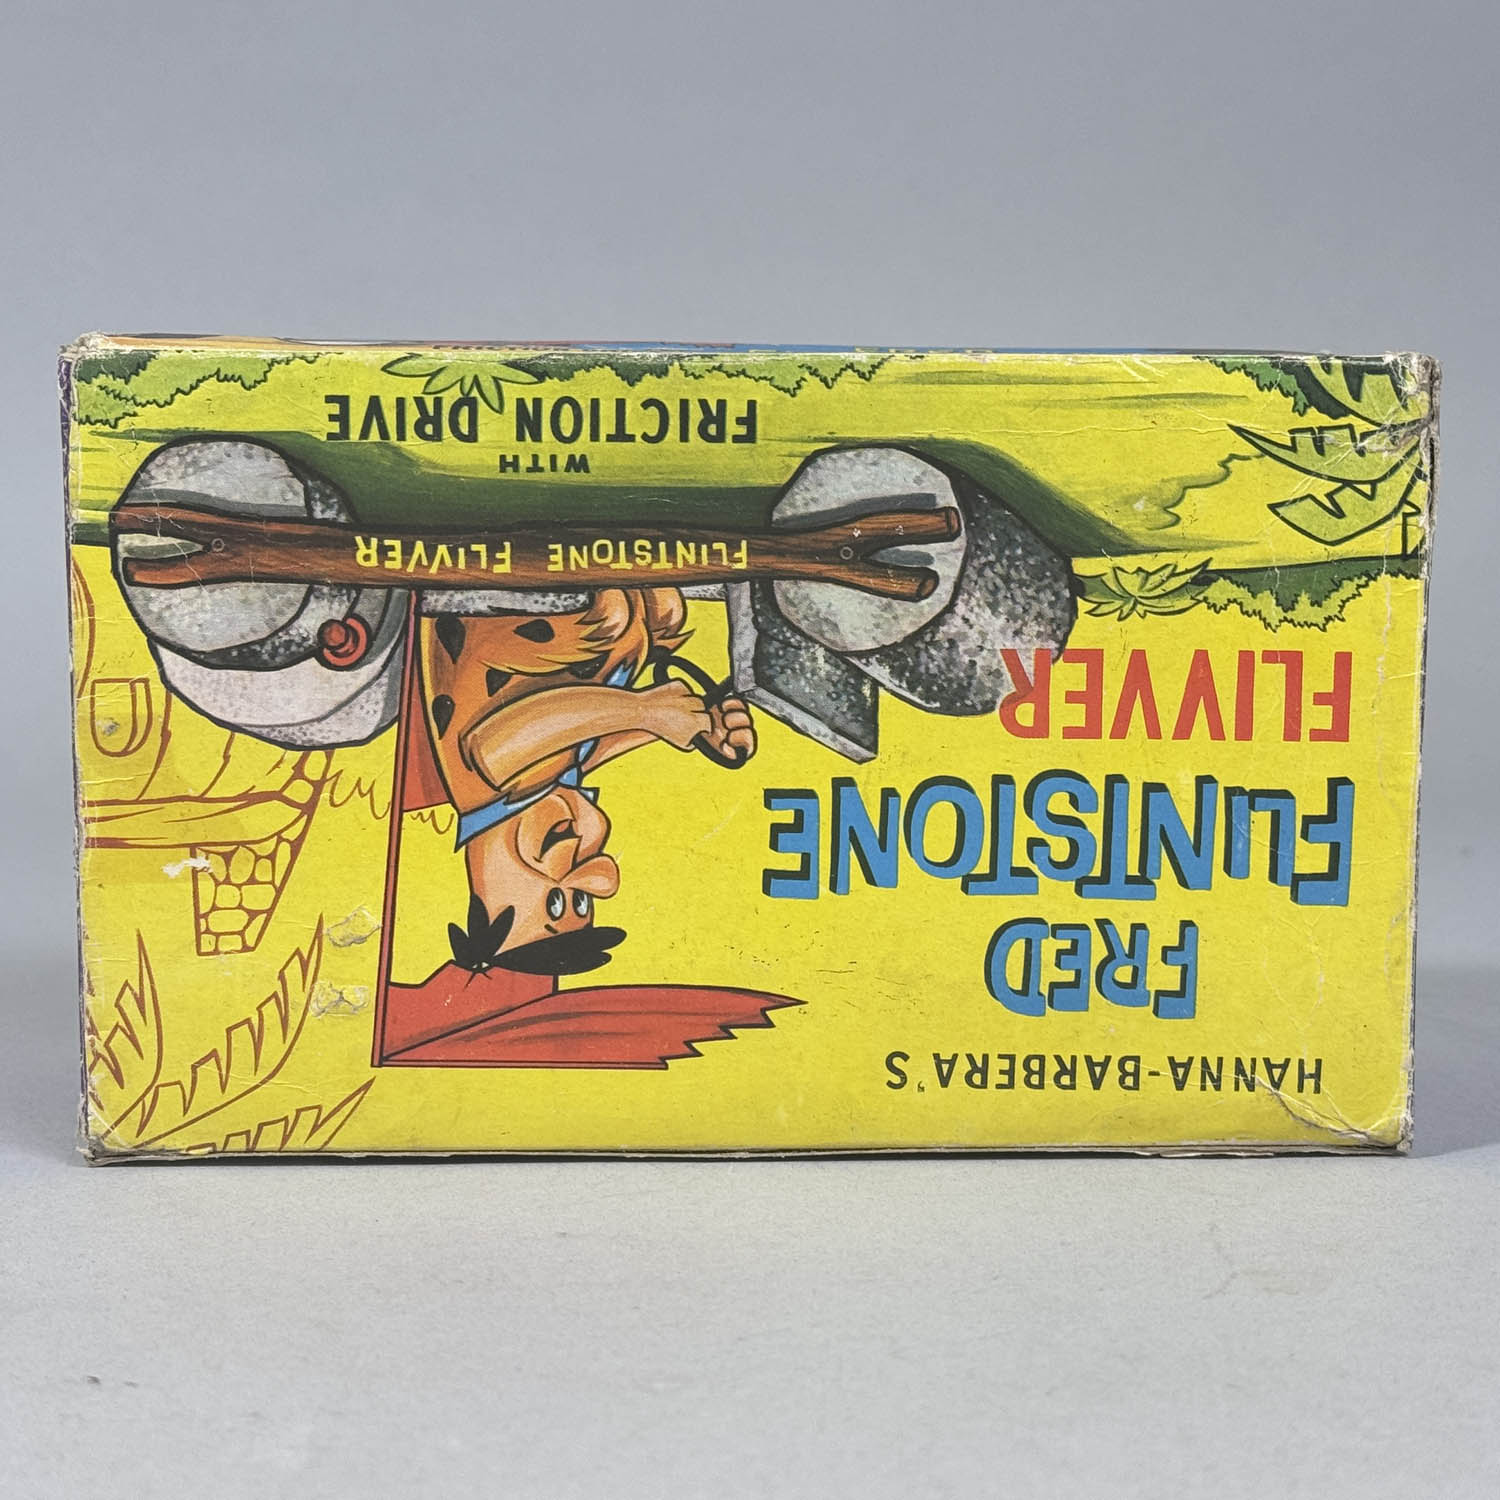 HANNA-BARBERA'S
FRED
FLINTSTONE
FLIVVER
FLINTSTONE FLIVVER
WITH
FRICTION DRIVE